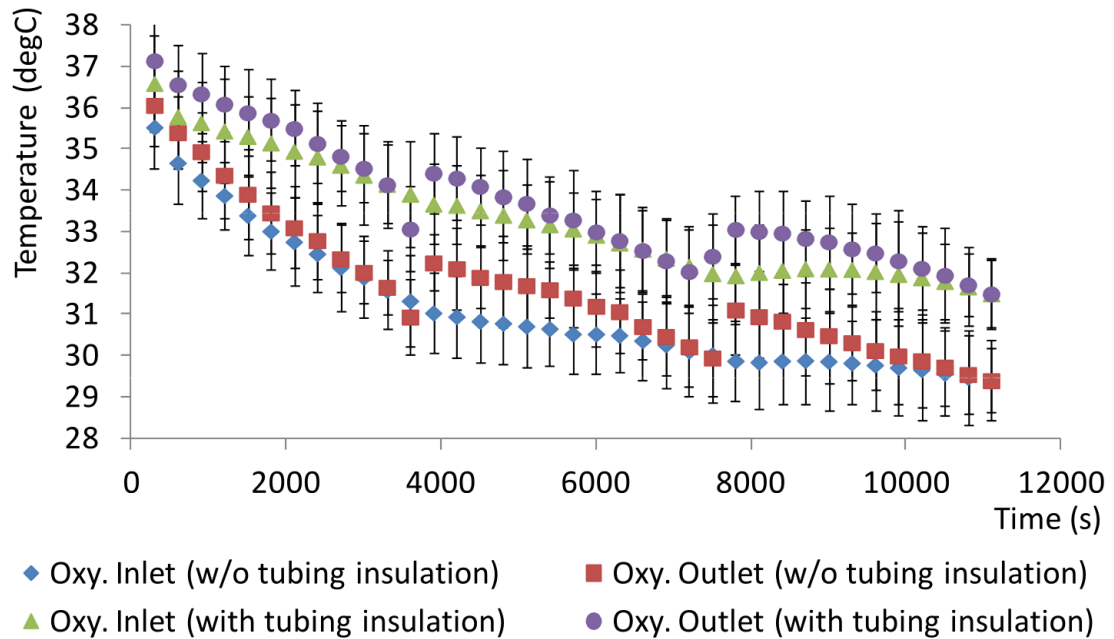 Temperature (degC)
38
37
36
35
34
33
32
31
30
29
28
0 2000 4000 6000 8000 10000 12000
Time (s)
Oxy. Inlet (w/o tubing insulation) Oxy. Outlet (w/o tubing insulation)
Oxy. Inlet (with tubing insulation) Oxy. Outlet (with tubing insulation)